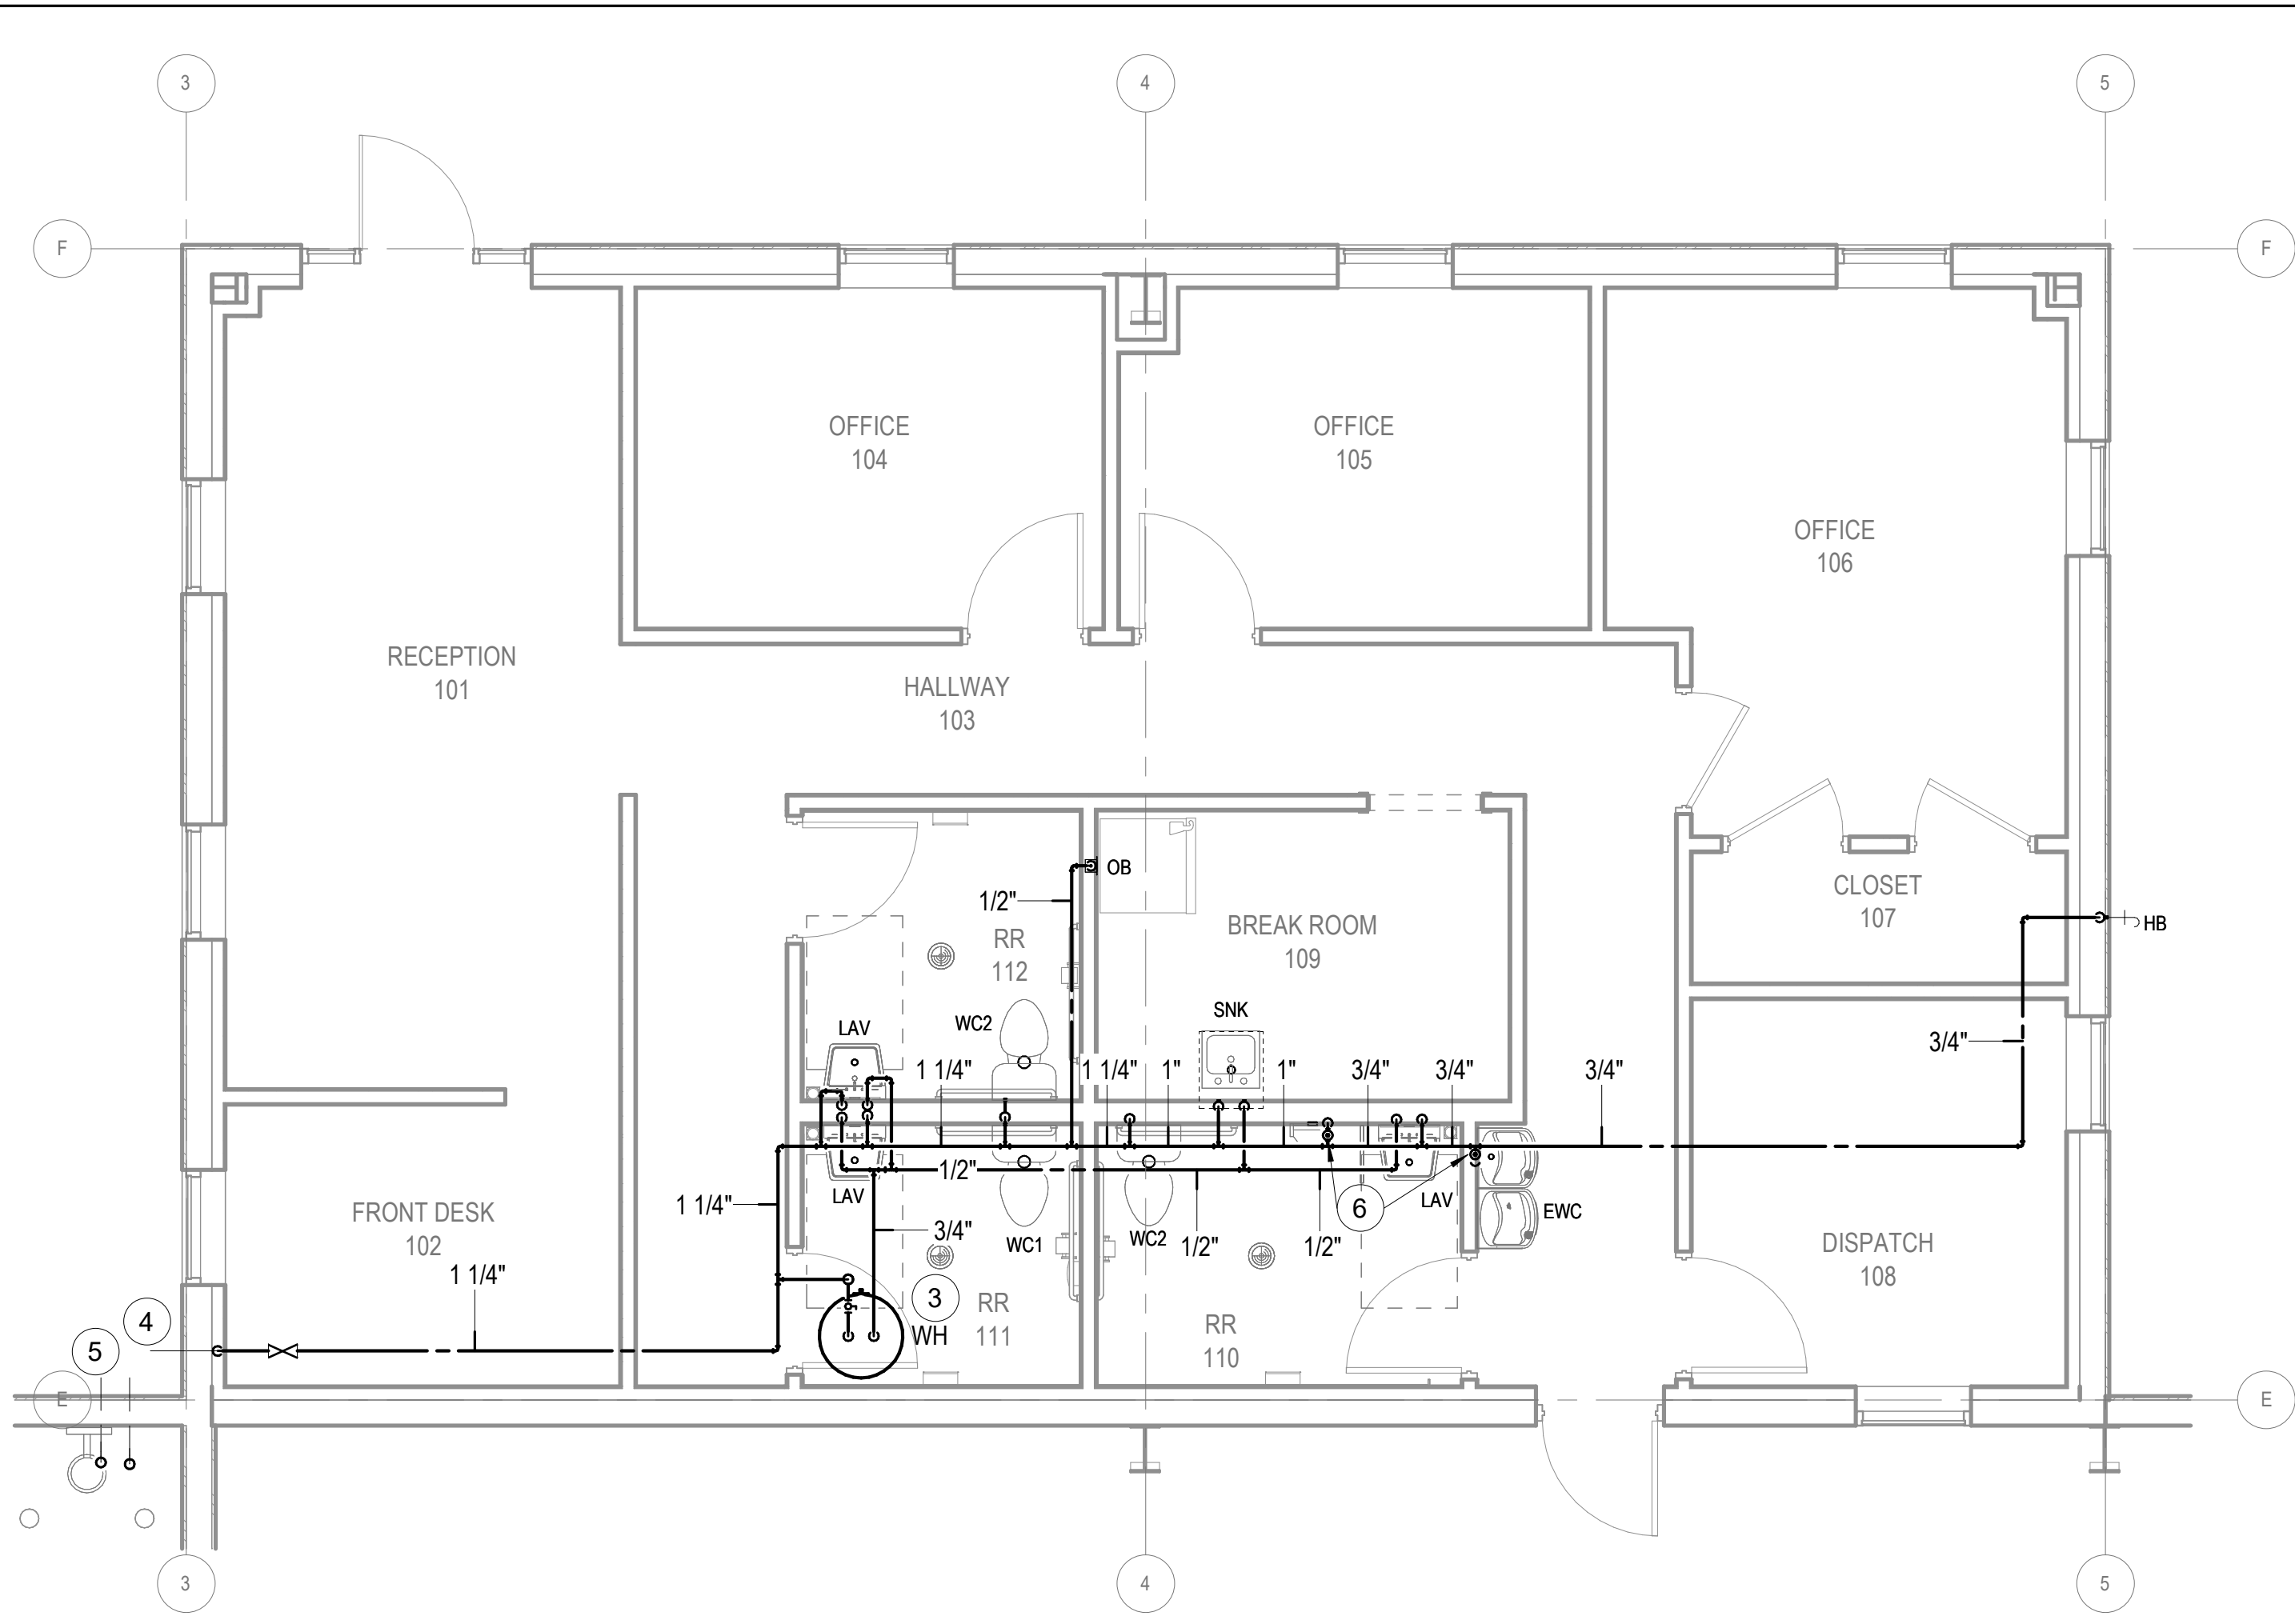 3
4
5
F
F
OFFICE
104
OFFICE
105
OFFICE
106
RECEPTION
101
HALLWAY
103
OB
1/2"
CLOSET
107
BREAK ROOM
109
HB
RR
112
SNK
WC2
LAV
3/4"
1 1/4"
1 1/4"
1"
1"
3/4"
3/4"
3/4"
1/2"
LAV
1 1/4"
LAV
6
EWC
FRONT DESK
102
3/4"
WC1
WC2
1/2"
1/2"
DISPATCH
108
1 1/4"
3
RR
111
WH
RR
110
4
5
E
E
3
4
5